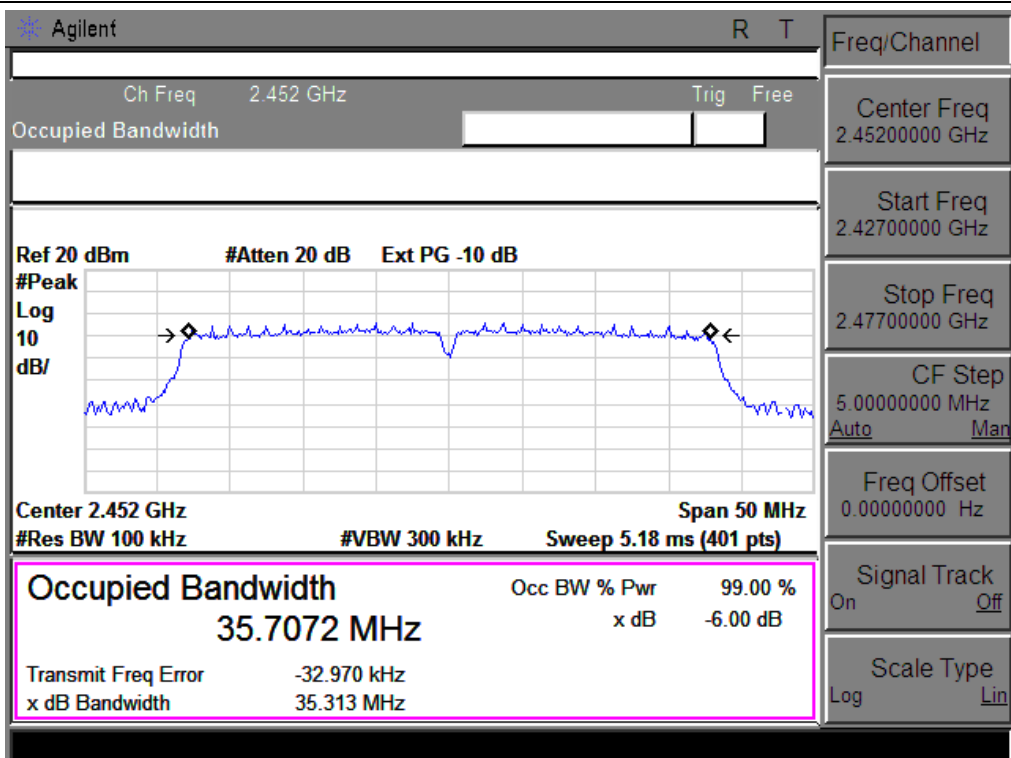 Agilent R T
Ch Freq 2.452 GHz Trig Free
Occupied Bandwidth
Ref 20 dBm #Atten 20 dB Ext PG -10 dB
#Peak
Log
10
dB/
Center 2.452 GHz Span 50 MHz
#Res BW 100 kHz #VBW 300 kHz Sweep 5.18 ms (401 pts)
Occupied Bandwidth Occ BW % Pwr 99.00 %
35.7072 MHz x dB -6.00 dB
Transmit Freq Error -32.970 kHz
x dB Bandwidth 35.313 MHz
Freq/Channel
Center Freq
2.45200000 GHz
Start Freq
2.42700000 GHz
Stop Freq
2.47700000 GHz
CF Step
5.00000000 MHz
Auto Man
Freq Offset
0.00000000 Hz
Signal Track
On Off
Scale Type
Log Lin